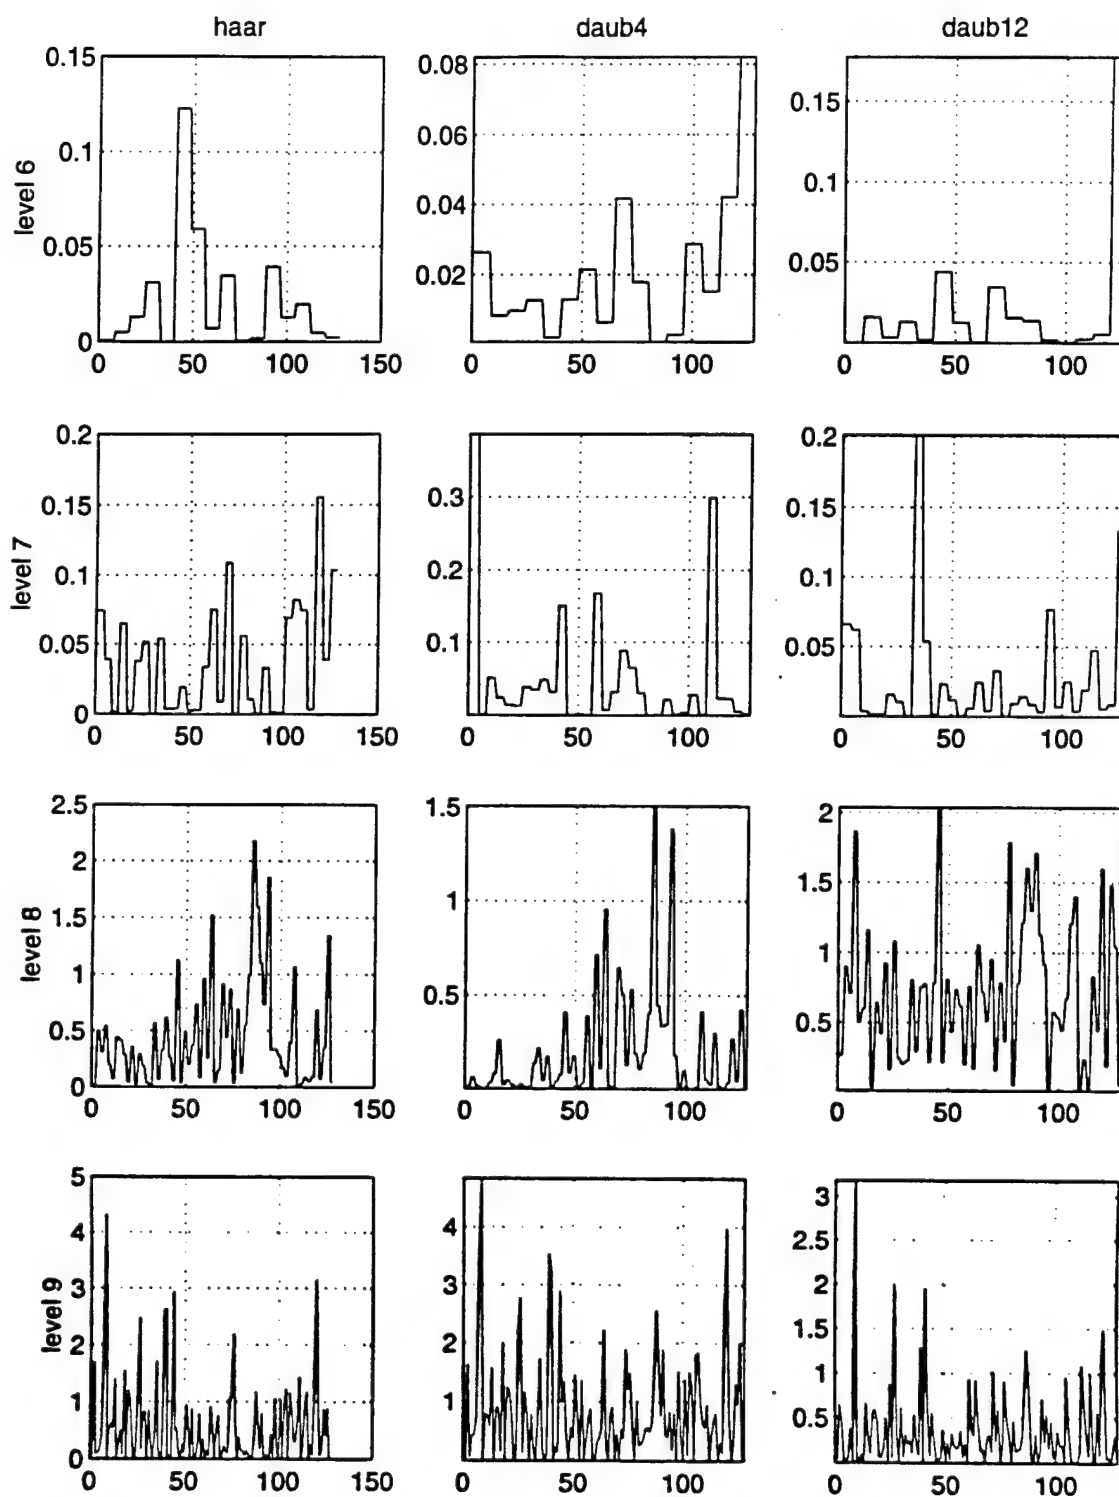 haar daub4 daub12
level 6
0.15 0.1 0.05 0
0 50 100 150
0.08 0.06 0.04 0.02
0 50 100
0.15 0.1 0.05
0 50 100
level 7
0.2 0.15 0.1 0.05 0
0 50 100 150
0.3 0.2 0.1
0 50 100
0.2 0.15 0.1 0.05
0 50 100
level 8
2.5 2 1.5 1 0.5 0
0 50 100 150
1.5 1 0.5
0 50 100
2 1.5 1 0.5
0 50 100
level 9
5 4 3 2 1 0
0 50 100 150
4 3 2 1
0 50 100
3 2.5 2 1.5 1 0.5
0 50 100